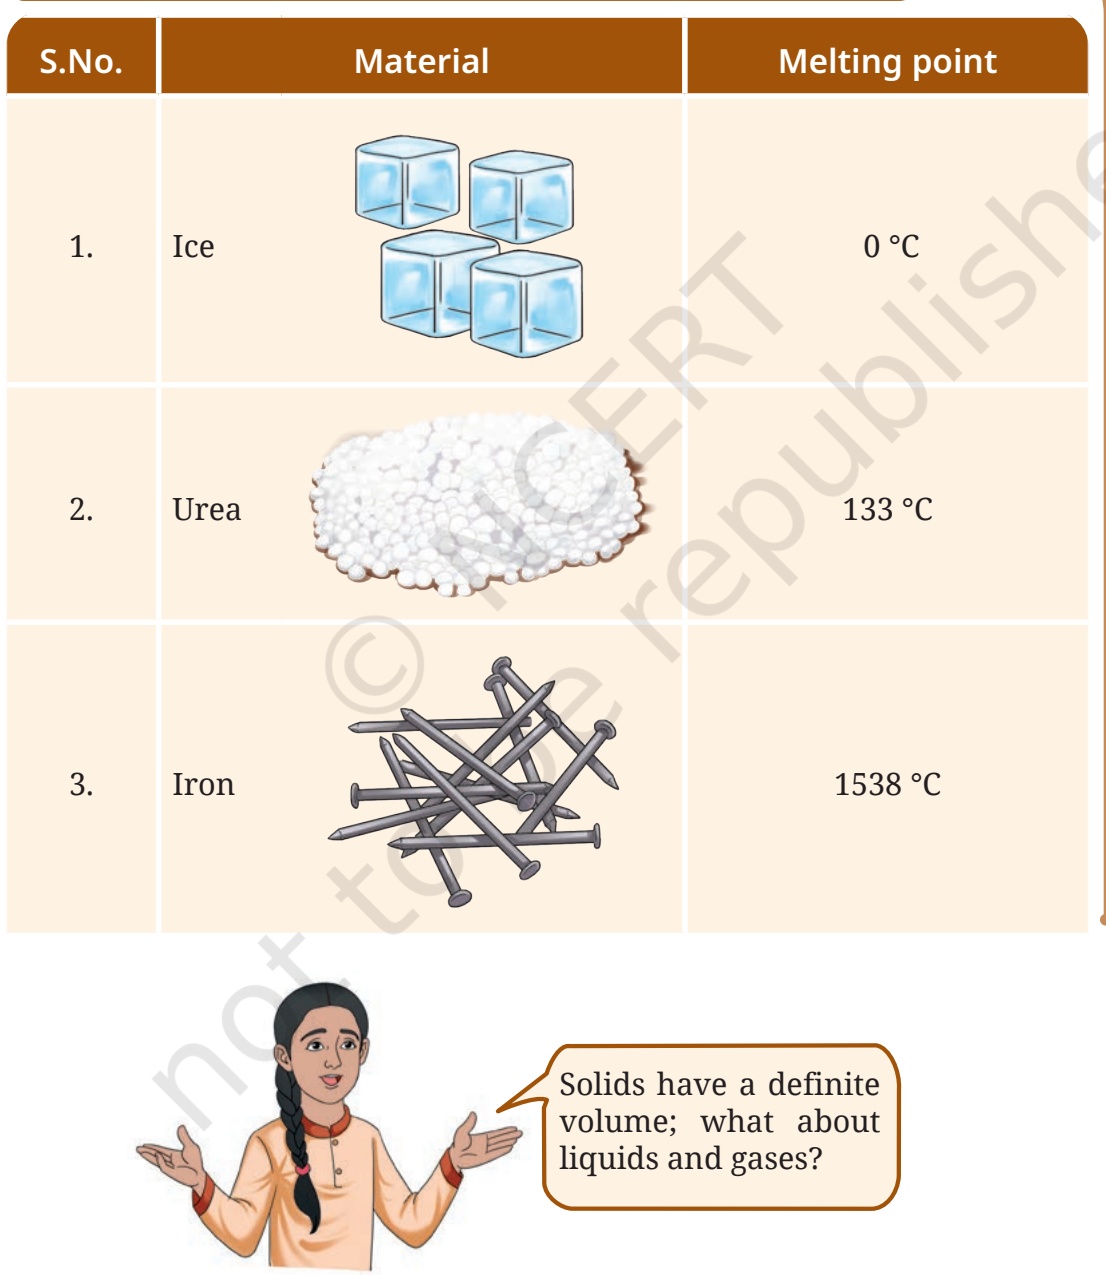 S.No. Material Melting point
1. Ice 0 °C
2. Urea 133 °C
3. Iron 1538 °C
Solids have a definite
volume; what about
liquids and gases?
© NCERT
not to be republishe